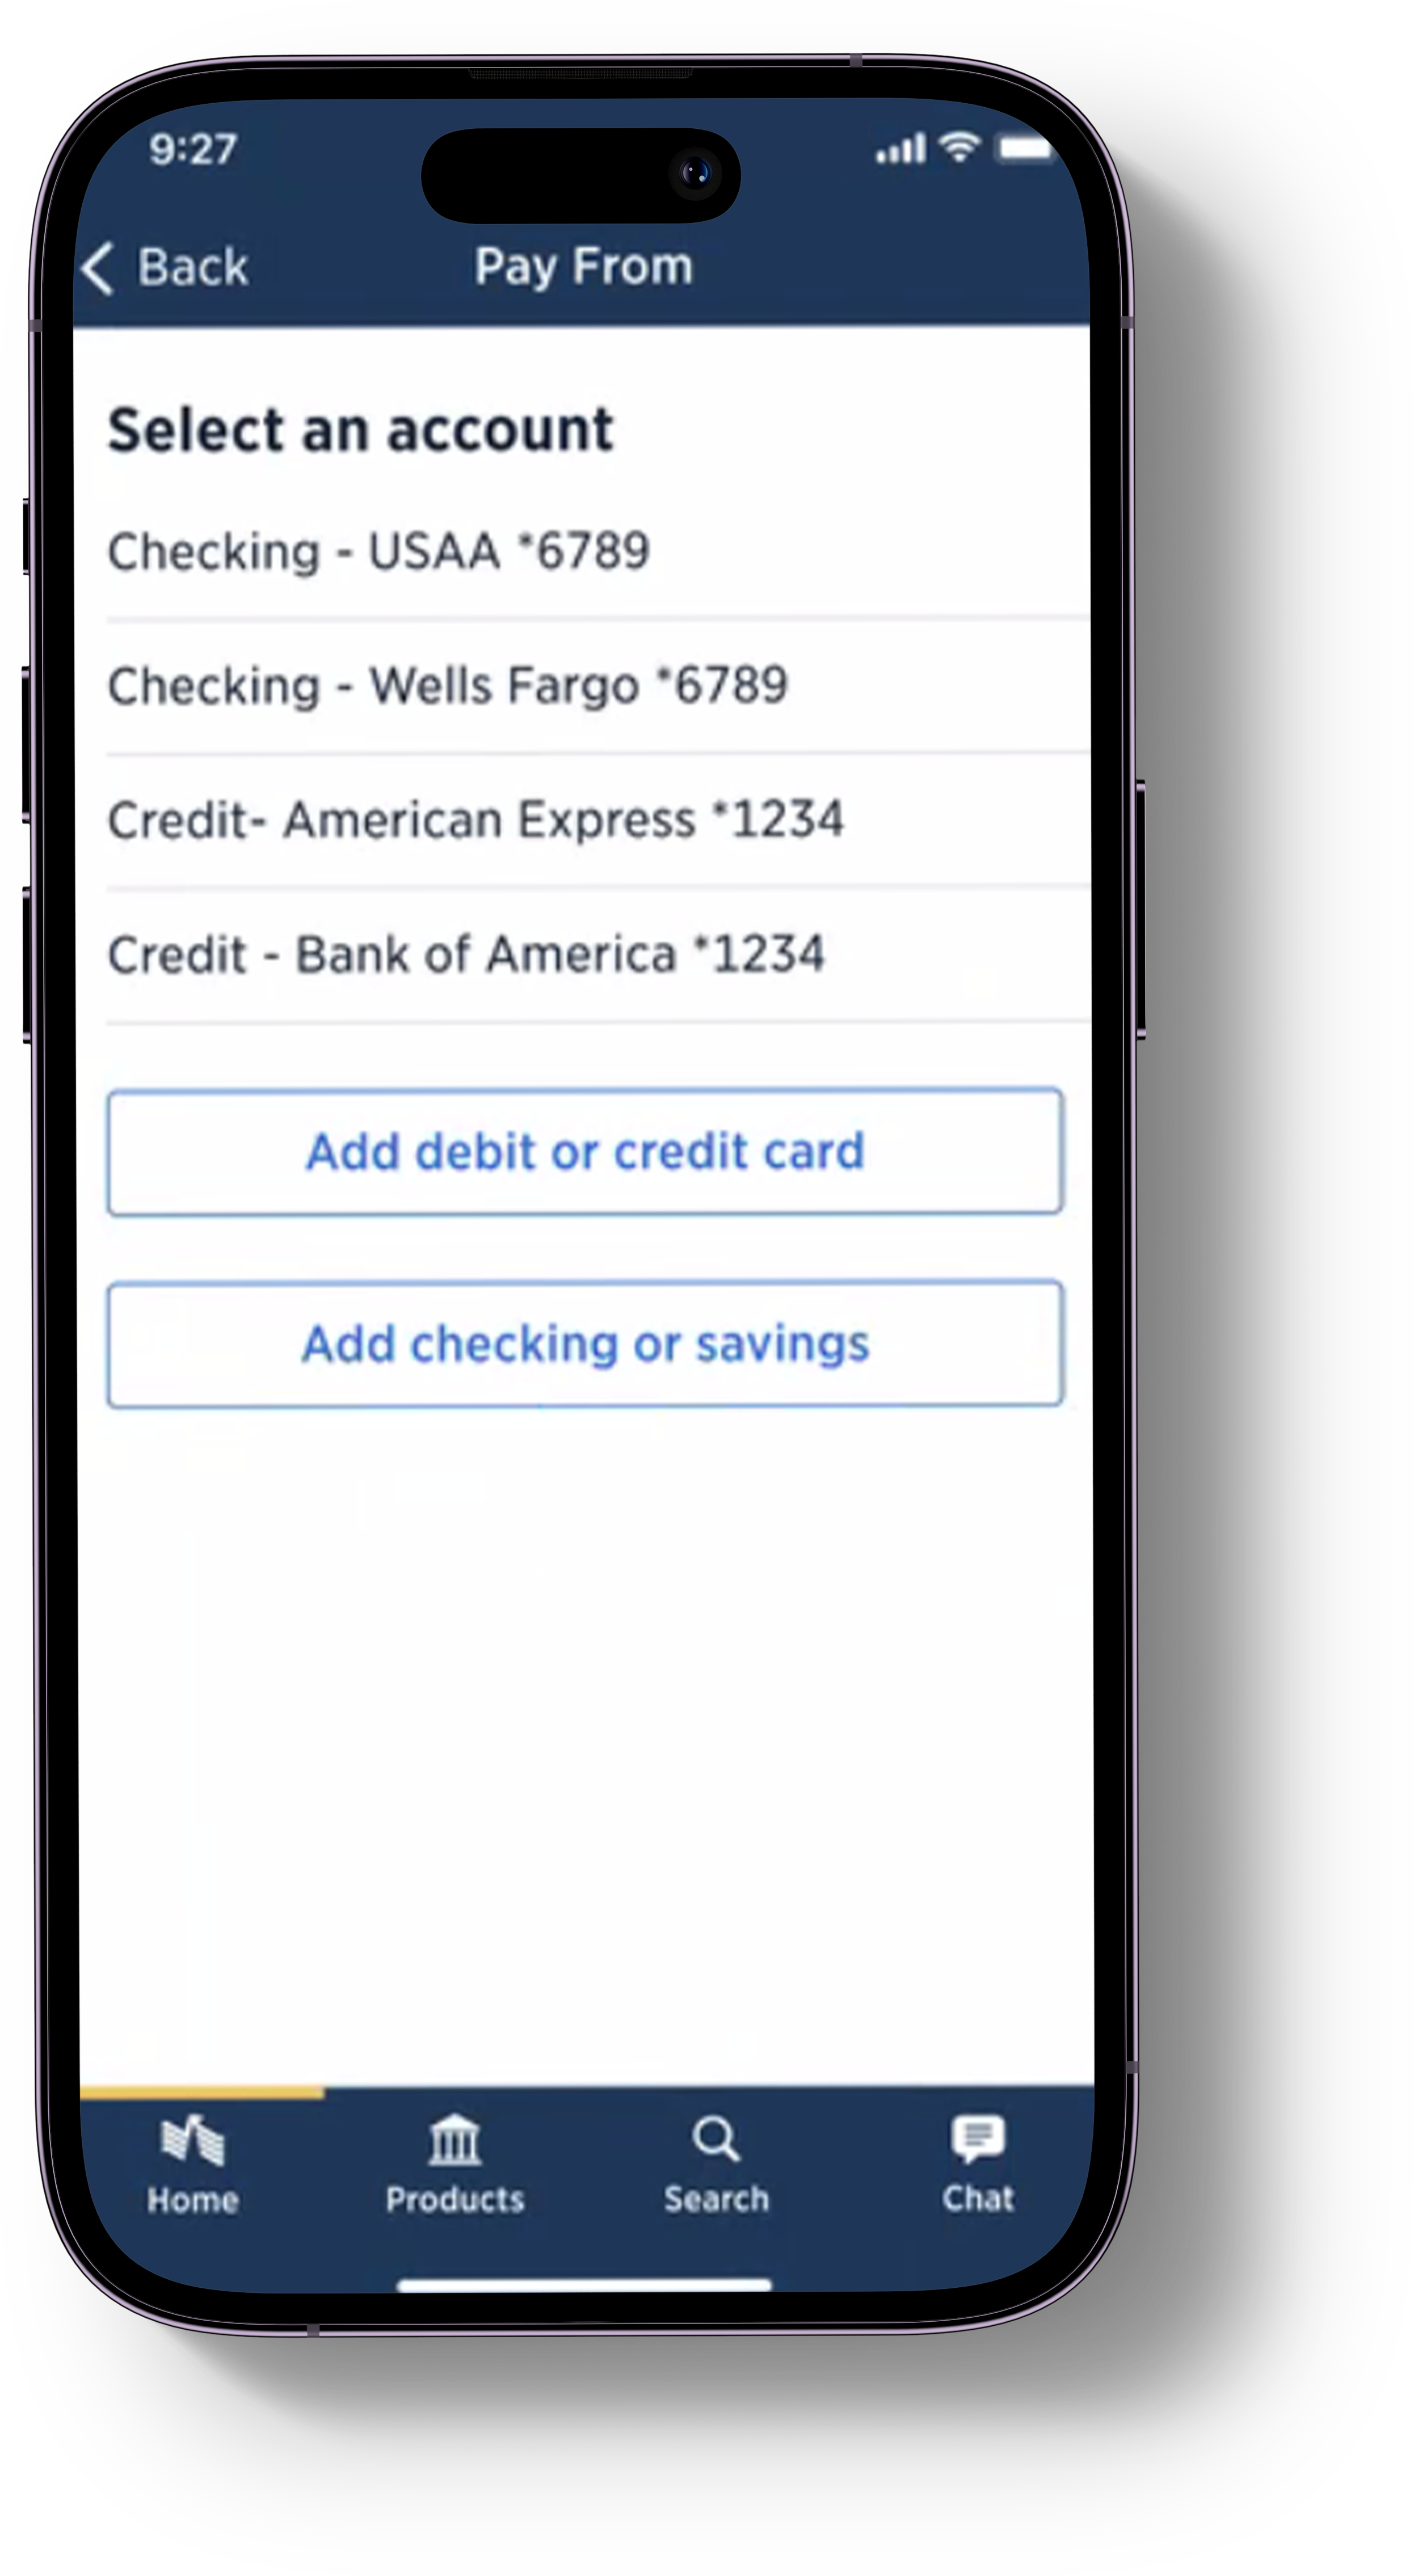 9:27
Back
Pay From
Select an account
Checking - USAA *6789
Checking - Wells Fargo *6789
Credit- American Express *1234
Credit - Bank of America *1234
Add debit or credit card
Add checking or savings
Home
Products
Search
Chat